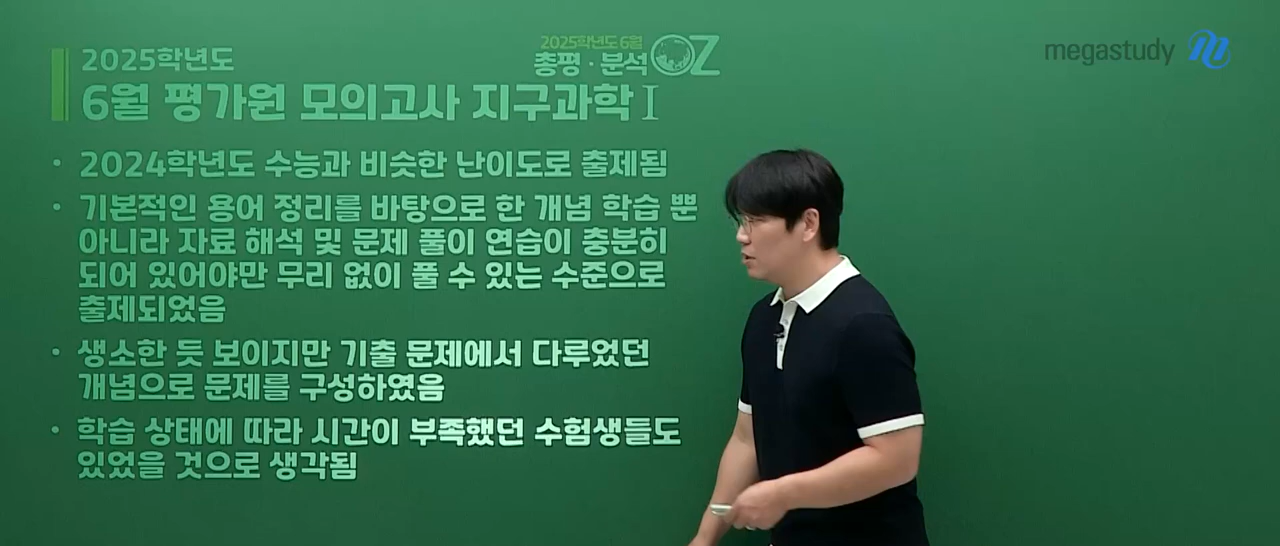 2025학년도
6월 평가원 모의고사 지구과학 I
2025학년도 6월
총평·분석 OZ
megastudy
• 2024학년도 수능과 비슷한 난이도로 출제됨
• 기본적인 용어 정리를 바탕으로 한 개념 학습 뿐
아니라 자료 해석 및 문제 풀이 연습이 충분히
되어 있어야만 무리 없이 풀 수 있는 수준으로
출제되었음
• 생소한 듯 보이지만 기출 문제에서 다루었던
개념으로 문제를 구성하였음
• 학습 상태에 따라 시간이 부족했던 수험생들도
있었을 것으로 생각됨